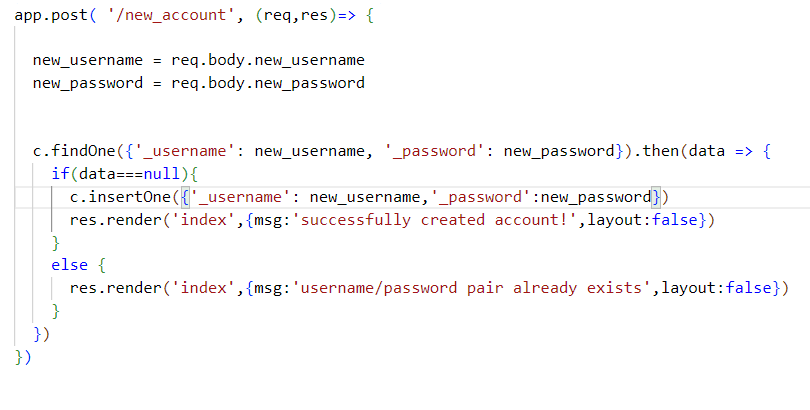 app.post( '/new_account', (req,res)=> {
new_username = req.body.new_username
new_password = req.body.new_password
c.findOne({'_username': new_username, '_password': new_password}).then(data => {
if(data===null){
c.insertOne({'_username': new_username,'_password':new_password})
res.render('index',{msg:'successfully created account!',layout:false})
}
else {
res.render('index',{msg:'username/password pair already exists',layout:false})
}
})
})